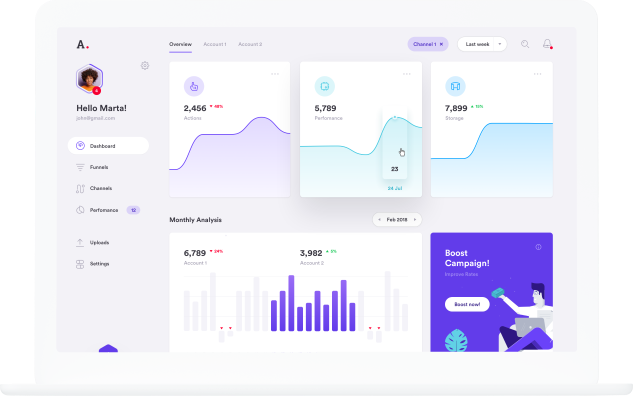 A.
Overview Account 1 Account 2
Channel 1 ×
Last week
Hello Marta!
john@gmail.com
Dashboard
Funnels
Channels
Perfomance 12
Uploads
Settings
2,456 48%
Actions
5,789
Perfomance
23
24 Jul
7,899 15%
Storage
Monthly Analysis
Feb 2018
6,789 24%
Account 1
3,982 5%
Account 2
Boost
Campaign!
Improve Rates
Boost now!